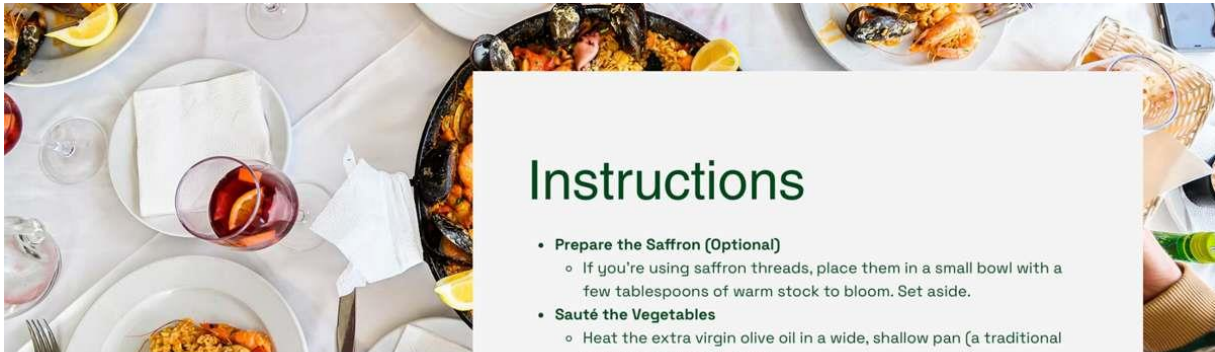 Instructions
• Prepare the Saffron (Optional)
◦ If you're using saffron threads, place them in a small bowl with a
few tablespoons of warm stock to bloom. Set aside.
• Sauté the Vegetables
◦ Heat the extra virgin olive oil in a wide, shallow pan (a traditional